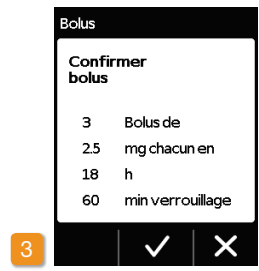 Bolus
Confirmer
bolus
3 Bolus de
2.5 mg chacun en
18 h
60 min verrouillage
3